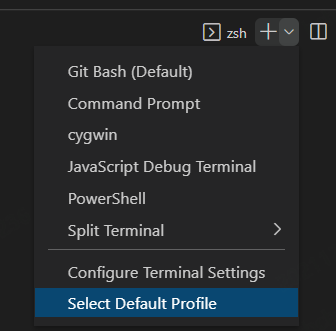 zsh
Git Bash (Default)
Command Prompt
cygwin
JavaScript Debug Terminal
PowerShell
Split Terminal
Configure Terminal Settings
Select Default Profile